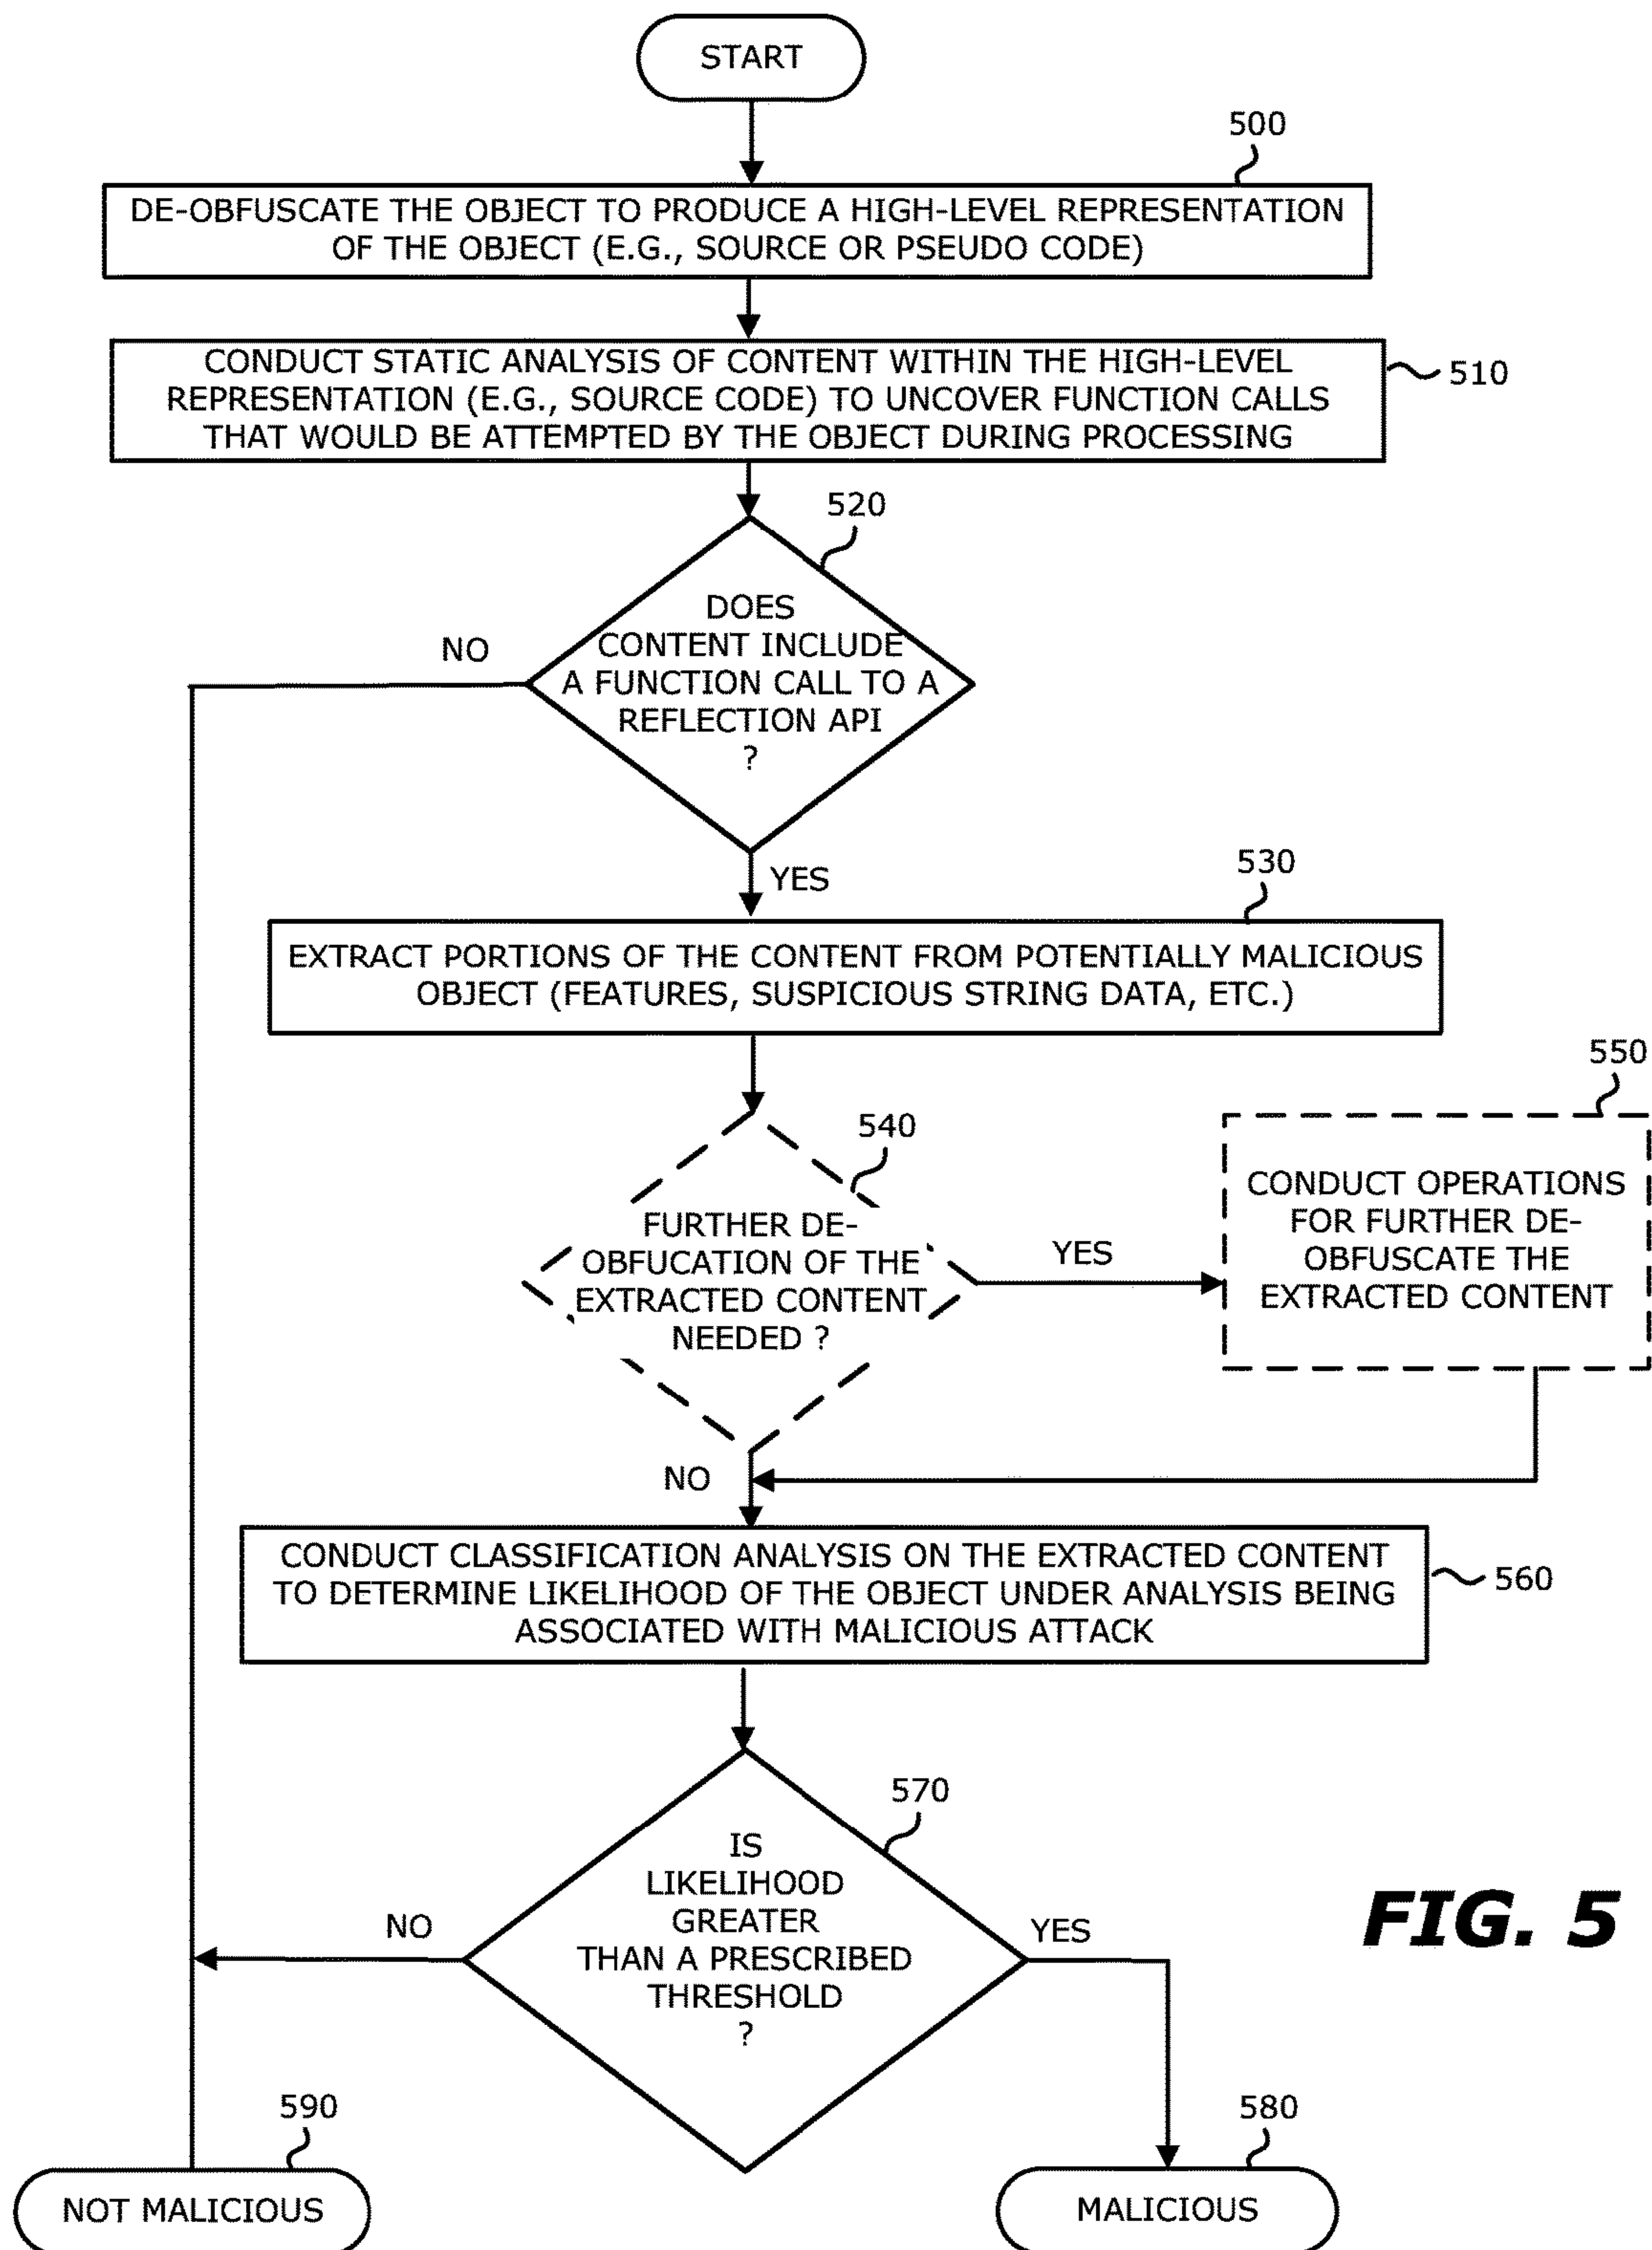 START
500
DE-OBFUSCATE THE OBJECT TO PRODUCE A HIGH-LEVEL REPRESENTATION
OF THE OBJECT (E.G., SOURCE OR PSEUDO CODE)
CONDUCT STATIC ANALYSIS OF CONTENT WITHIN THE HIGH-LEVEL
REPRESENTATION (E.G., SOURCE CODE) TO UNCOVER FUNCTION CALLS
THAT WOULD BE ATTEMPTED BY THE OBJECT DURING PROCESSING
510
520
DOES
CONTENT INCLUDE
A FUNCTION CALL TO A
REFLECTION API
?
NO
YES
530
EXTRACT PORTIONS OF THE CONTENT FROM POTENTIALLY MALICIOUS
OBJECT (FEATURES, SUSPICIOUS STRING DATA, ETC.)
540
FURTHER DE-
OBFUCATION OF THE
EXTRACTED CONTENT
NEEDED ?
YES
550
CONDUCT OPERATIONS
FOR FURTHER DE-
OBFUSCATE THE
EXTRACTED CONTENT
NO
CONDUCT CLASSIFICATION ANALYSIS ON THE EXTRACTED CONTENT
TO DETERMINE LIKELIHOOD OF THE OBJECT UNDER ANALYSIS BEING
ASSOCIATED WITH MALICIOUS ATTACK
560
570
IS
LIKELIHOOD
GREATER
THAN A PRESCRIBED
THRESHOLD
?
NO
YES
FIG. 5
590
NOT MALICIOUS
580
MALICIOUS